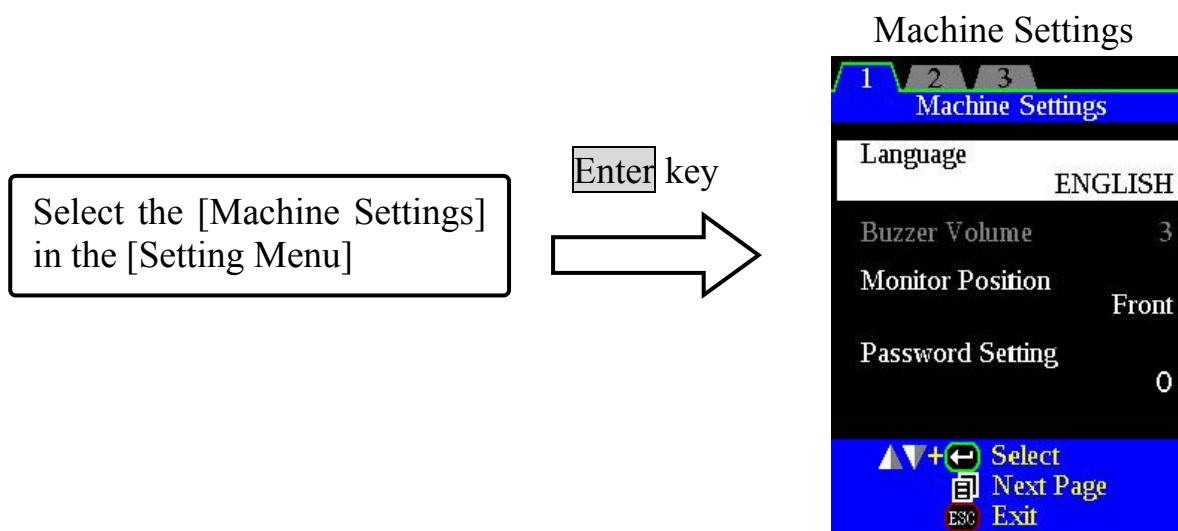 Machine Settings
Select the [Machine Settings]
in the [Setting Menu]
Enter key
1 2 3
Machine Settings
Language
ENGLISH
Buzzer Volume 3
Monitor Position
Front
Password Setting
0
+ Select
Next Page
ESC Exit